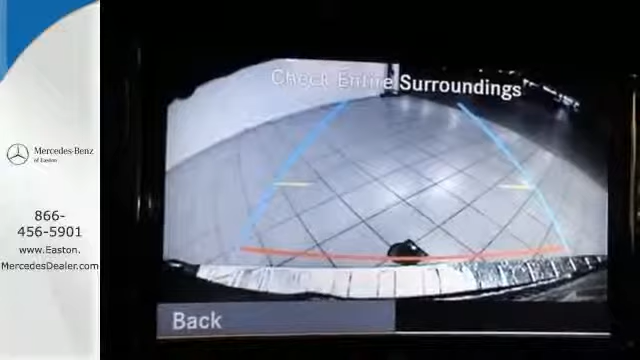 Mercedes-Benz
of Easton
866-
456-5901
www.Easton.
MercedesDealer.com
Check Entire Surroundings
Back